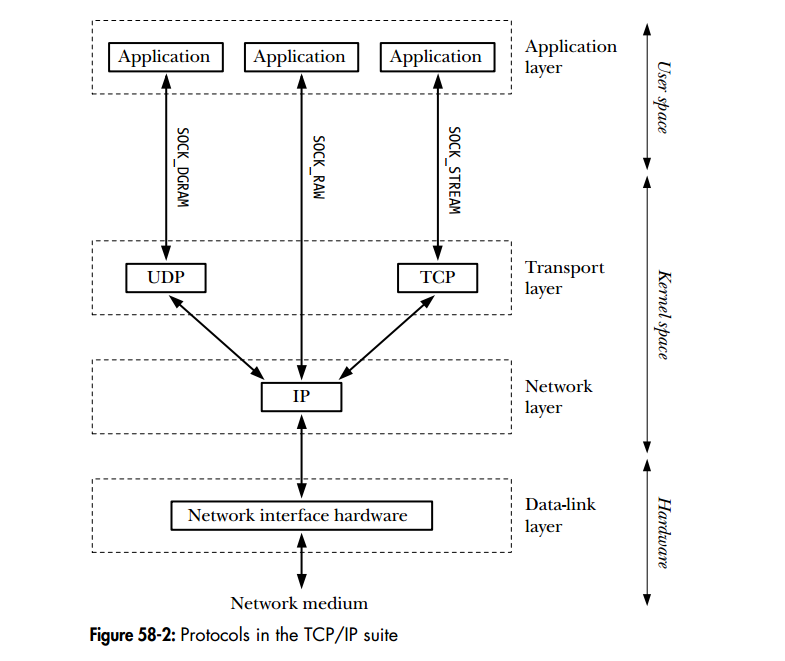 Application
Application
Application
Application
layer
User space
SOCK_DGRAM
SOCK_RAW
SOCK_STREAM
UDP
TCP
Transport
layer
Kernel space
IP
Network
layer
Network interface hardware
Data-link
layer
Hardware
Network medium
Figure 58-2: Protocols in the TCP/IP suite